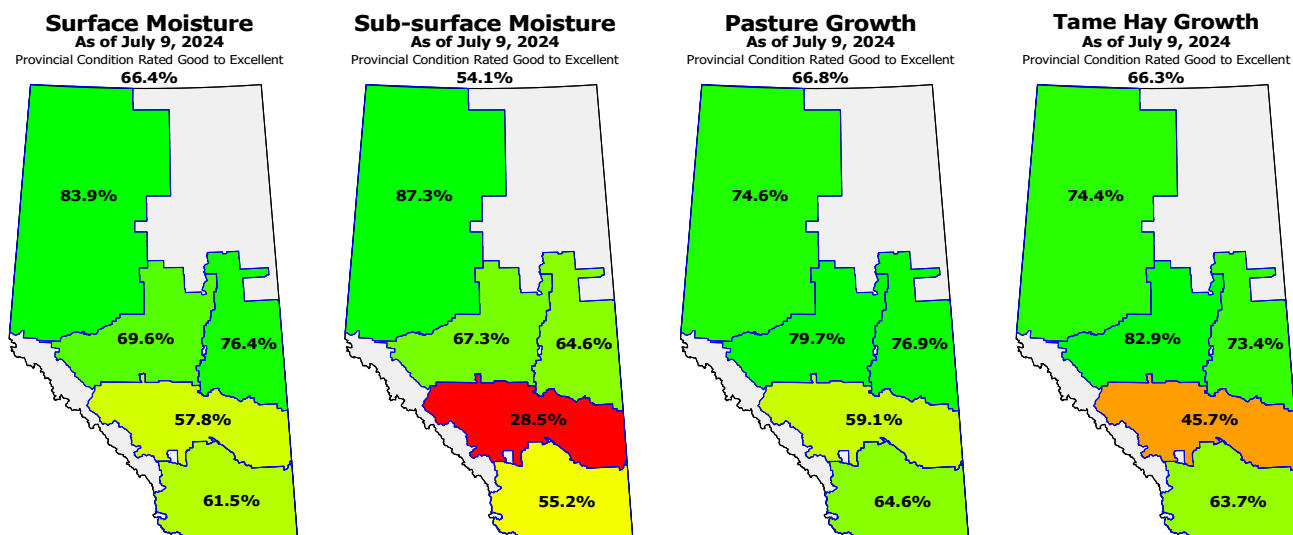 Surface Moisture
As of July 9, 2024
Provincial Condition Rated Good to Excellent
66.4%
83.9%
69.6%
76.4%
57.8%
61.5%
Sub-surface Moisture
As of July 9, 2024
Provincial Condition Rated Good to Excellent
54.1%
87.3%
67.3%
64.6%
28.5%
55.2%
Pasture Growth
As of July 9, 2024
Provincial Condition Rated Good to Excellent
66.8%
74.6%
79.7%
76.9%
59.1%
64.6%
Tame Hay Growth
As of July 9, 2024
Provincial Condition Rated Good to Excellent
66.3%
74.4%
82.9%
73.4%
45.7%
63.7%